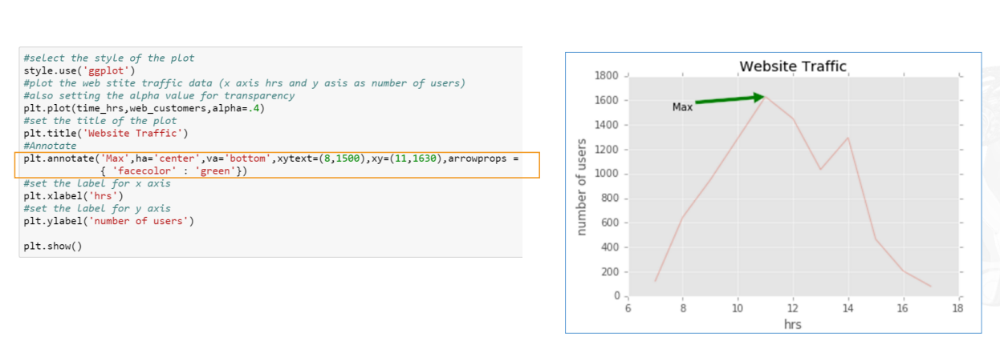 #select the style of the plot
style.use('ggplot')
#plot the web stite traffic data (x axis hrs and y asis as number of users)
#also setting the alpha value for transparency
plt.plot(time_hrs,web_customers,alpha=.4)
#set the title of the plot
plt.title('Website Traffic')
#Annotate
plt.annotate('Max',ha='center',va='bottom',xytext=(8,1500),xy=(11,1630),arrowprops =
{ 'facecolor' : 'green'})
#set the label for x axis
plt.xlabel('hrs')
#set the label for y axis
plt.ylabel('number of users')
plt.show()
Website Traffic
1800
1600
1400
1200
1000
800
600
400
200
0
number of users
Max
6 8 10 12 14 16 18
hrs